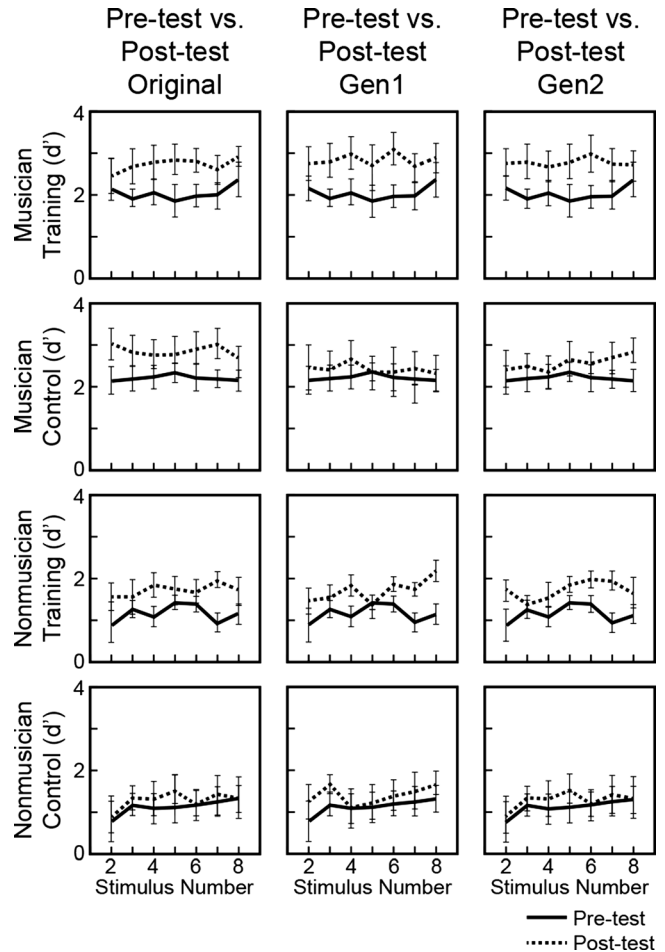 Pre-test vs. Post-test Original
Pre-test vs. Post-test Gen1
Pre-test vs. Post-test Gen2
Musician Training (d')
4
2
0
Musician Control (d')
4
2
0
Nonmusician Training (d')
4
2
0
Nonmusician Control (d')
4
2
0
2 4 6 8
Stimulus Number
2 4 6 8
Stimulus Number
2 4 6 8
Stimulus Number
Pre-test
Post-test